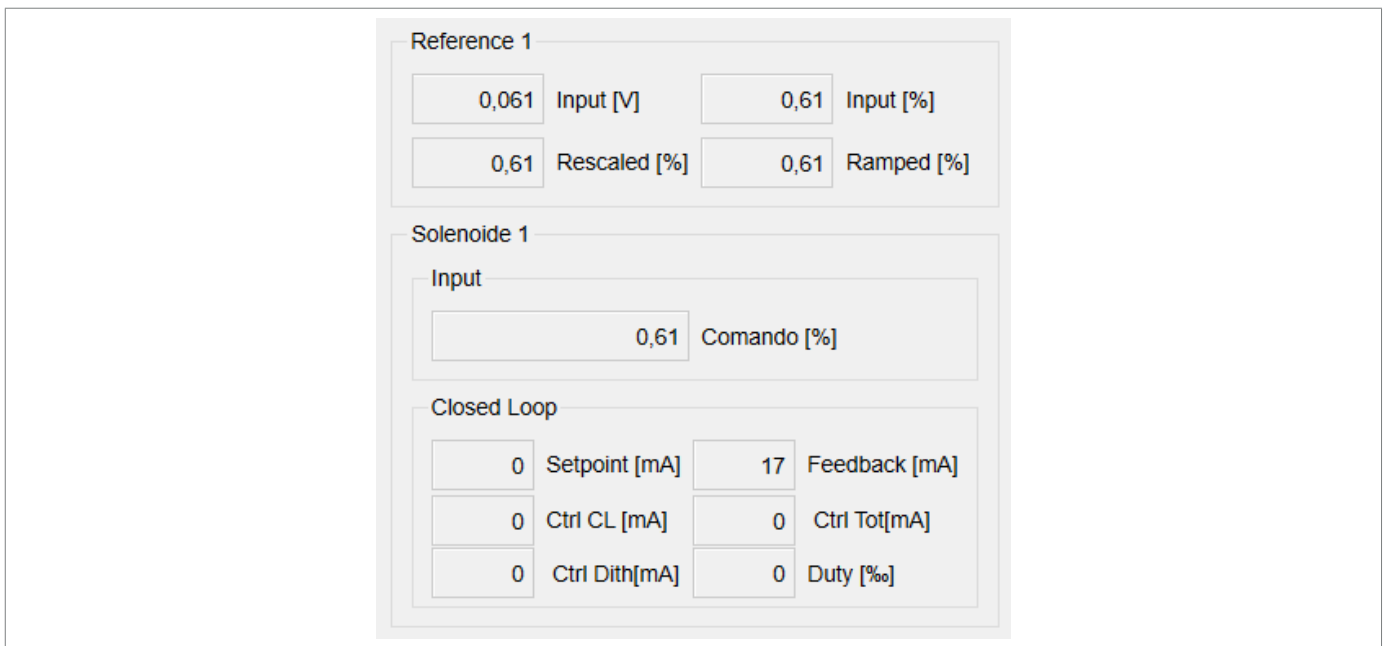 Reference 1
0,061 Input [V] 0,61 Input [%]
0,61 Rescaled [%] 0,61 Ramped [%]
Solenoide 1
Input
0,61 Comando [%]
Closed Loop
0 Setpoint [mA] 17 Feedback [mA]
0 Ctrl CL [mA] 0 Ctrl Tot[mA]
0 Ctrl Dith[mA] 0 Duty [‰]